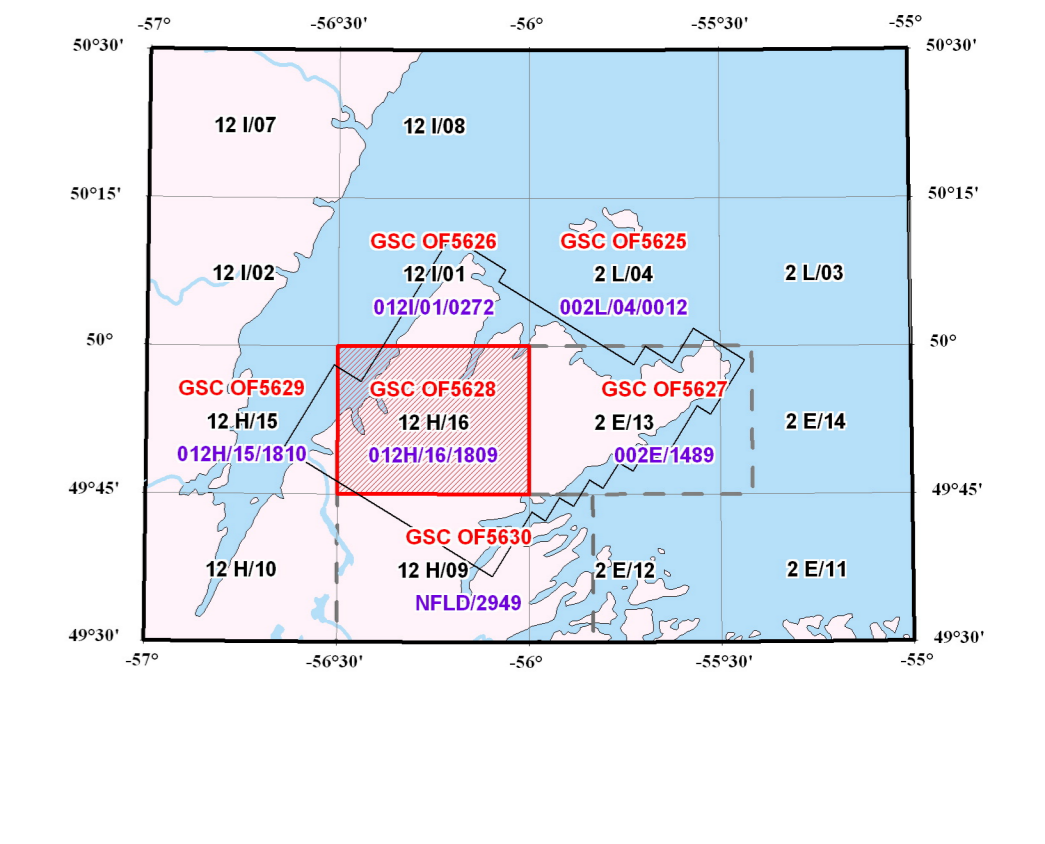 -57° -56°30' -56° -55°30' -55°
50°30' 50°30'
12 I/07 12 I/08
50°15' 50°15'
GSC OF5626 GSC OF5625
12 I/02 12 I/01 2 L/04 2 L/03
012I/01/0272 002L/04/0012
50° 50°
GSC OF5629 GSC OF5628 GSC OF5627
12 H/15 12 H/16 2 E/13 2 E/14
012H/15/1810 012H/16/1809 002E/1489
49°45' 49°45'
GSC OF5630
12 H/10 12 H/09 2 E/12 2 E/11
NFLD/2949
49°30' 49°30'
-57° -56°30' -56° -55°30' -55°